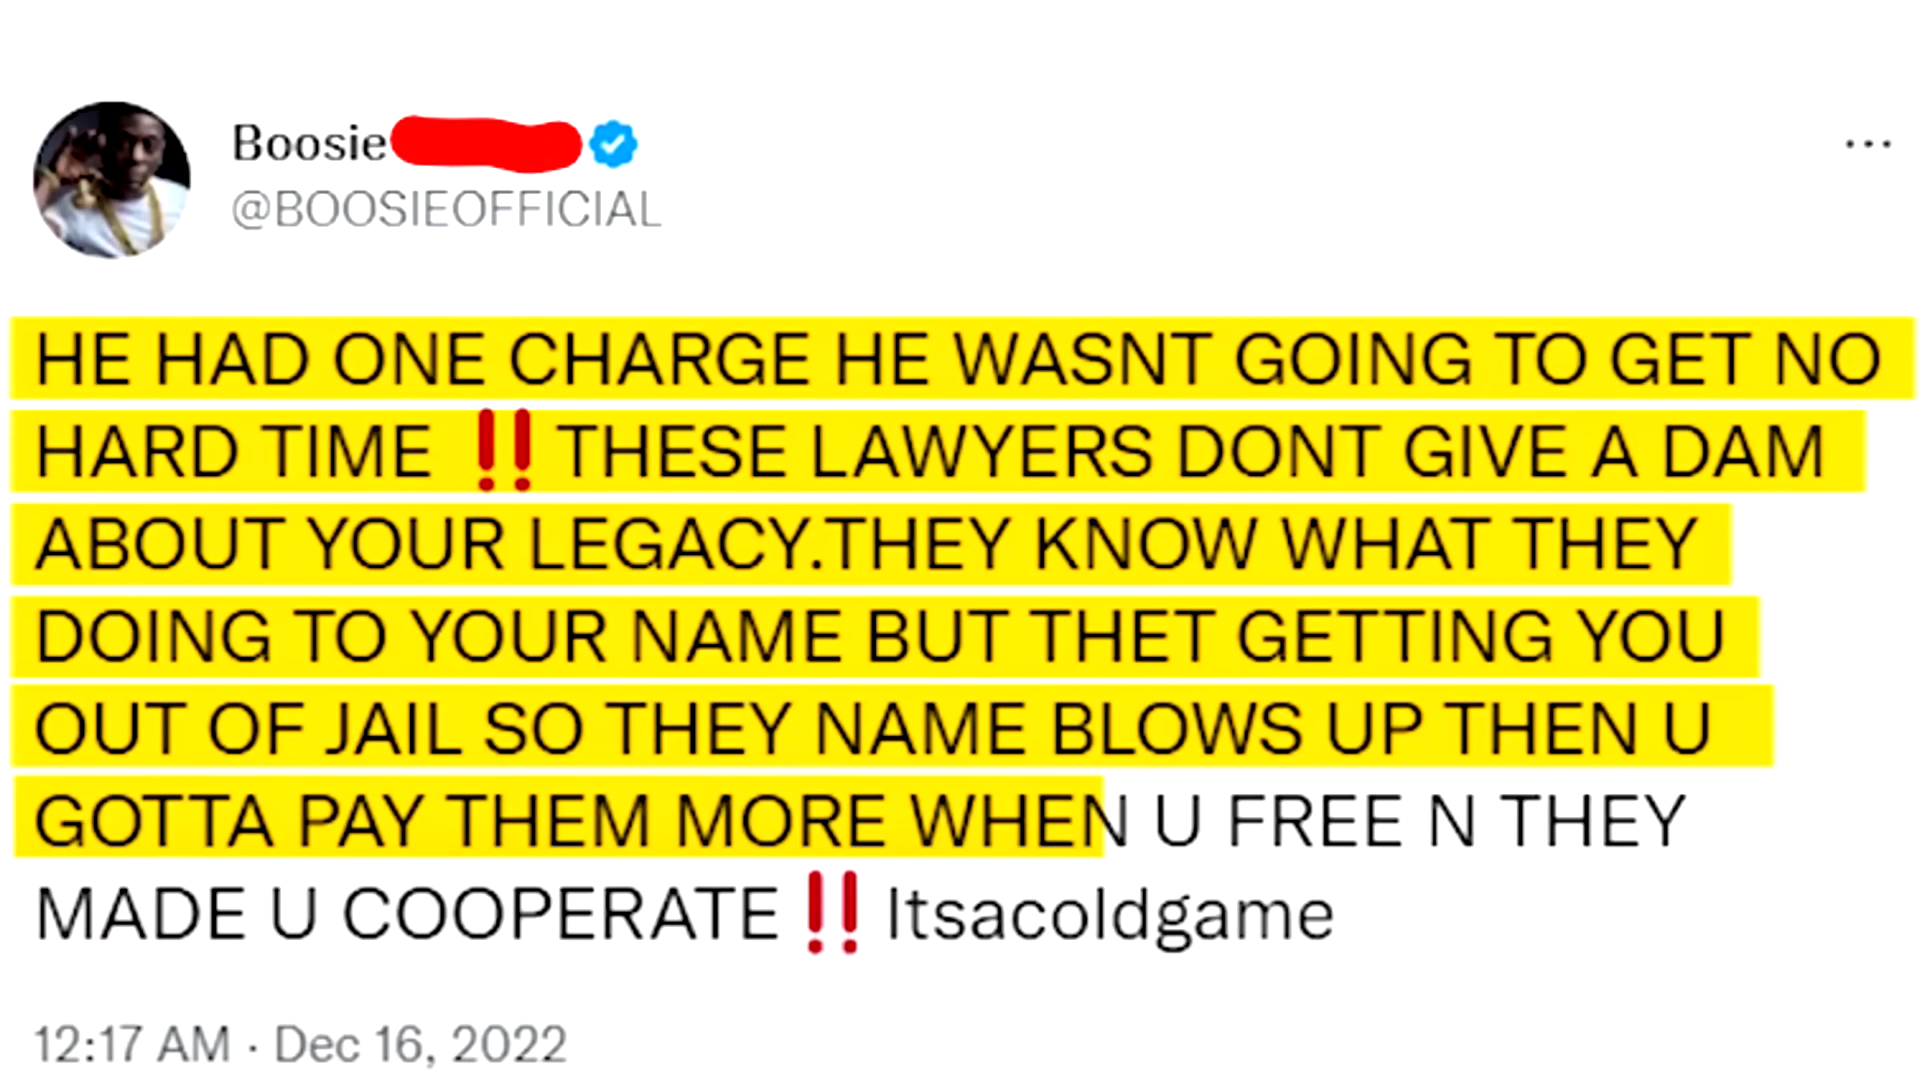 Boosie
@BOOSIEOFFICIAL
HE HAD ONE CHARGE HE WASNT GOING TO GET NO
HARD TIME ‼️ THESE LAWYERS DONT GIVE A DAM
ABOUT YOUR LEGACY.THEY KNOW WHAT THEY
DOING TO YOUR NAME BUT THET GETTING YOU
OUT OF JAIL SO THEY NAME BLOWS UP THEN U
GOTTA PAY THEM MORE WHEN U FREE N THEY
MADE U COOPERATE‼️ Itsacoldgame
12:17 AM · Dec 16, 2022